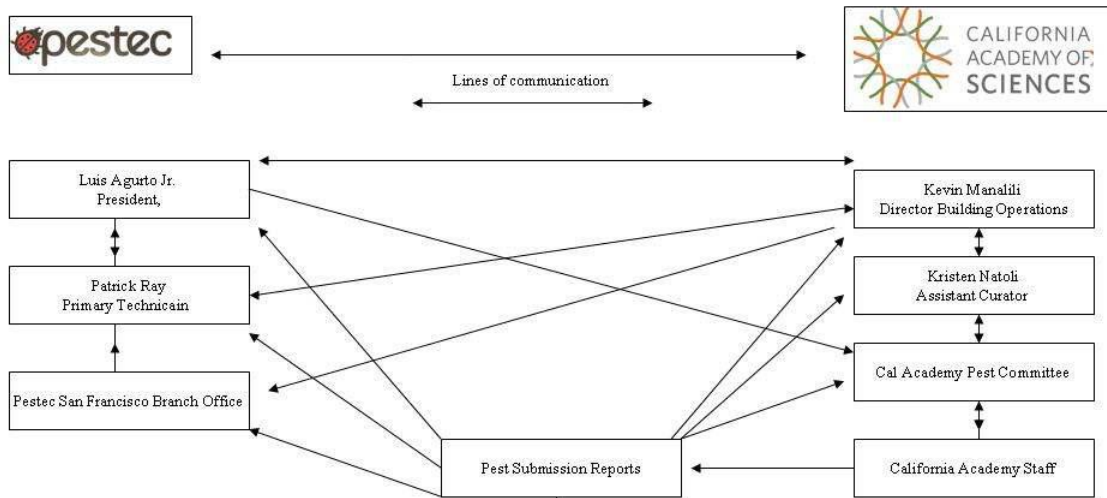 pestec
CALIFORNIA
ACADEMY OF
SCIENCES
Lines of communication
Luis Agurto Jr.
President,
Kevin Manalili
Director Building Operations
Patrick Ray
Primary Technicain
Kristen Natoli
Assistant Curator
Pestec San Francisco Branch Office
Cal Academy Pest Committee
Pest Submission Reports
California Academy Staff